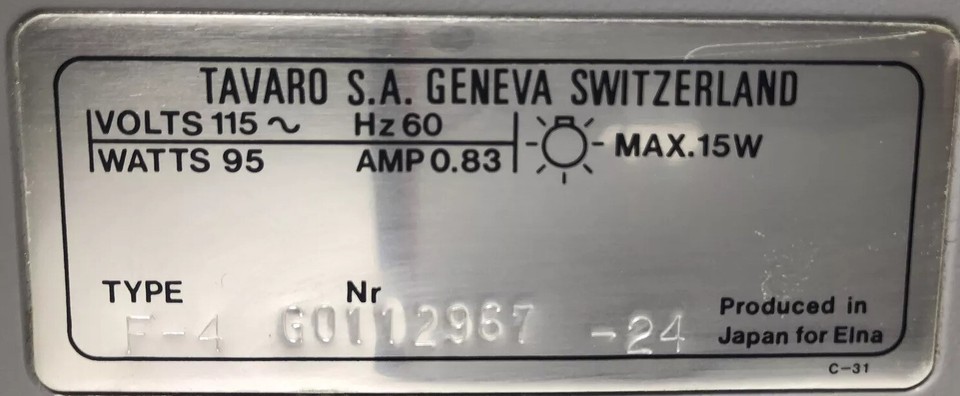 TAVARO S.A. GENEVA SWITZERLAND
VOLTS 115 ~ Hz 60
WATTS 95 AMP 0.83
MAX.15W
TYPE Nr
F-4 G0112967 -24
Produced in
Japan for Elna
C-31